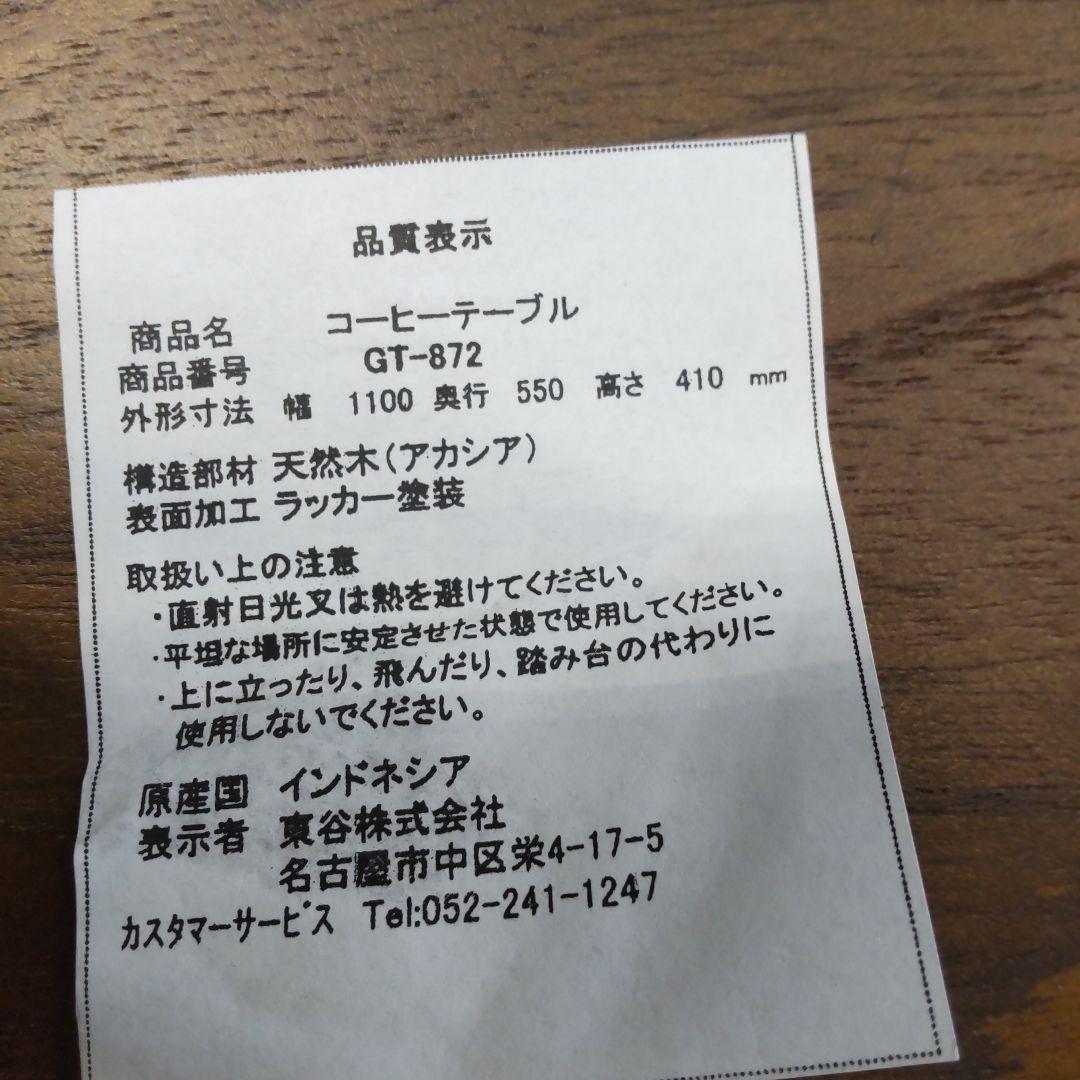 品質表示
商品名 コーヒーテーブル
商品番号 GT-872
外形寸法 幅 1100 奥行 550 高さ 410 mm
構造部材 天然木(アカシア)
表面加工 ラッカー塗装
取扱い上の注意
・直射日光又は熱を避けてください。
・平坦な場所に安定させた状態で使用してください。
・上に立ったり、飛んだり、踏み台の代わりに
使用しないでください。
原産国 インドネシア
表示者 東谷株式会社
名古屋市中区栄4-17-5
カスタマーサービス Tel:052-241-1247